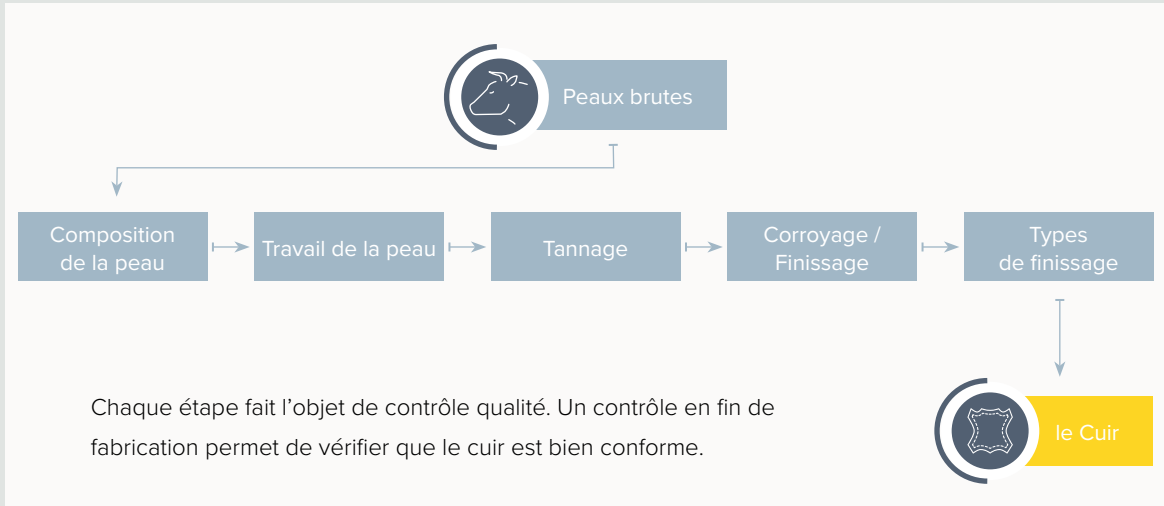 Peaux brutes
Composition
de la peau
Travail de la peau
Tannage
Corroyage /
Finissage
Types
de finissage
Chaque étape fait l’objet de contrôle qualité. Un contrôle en fin de
fabrication permet de vérifier que le cuir est bien conforme.
le Cuir